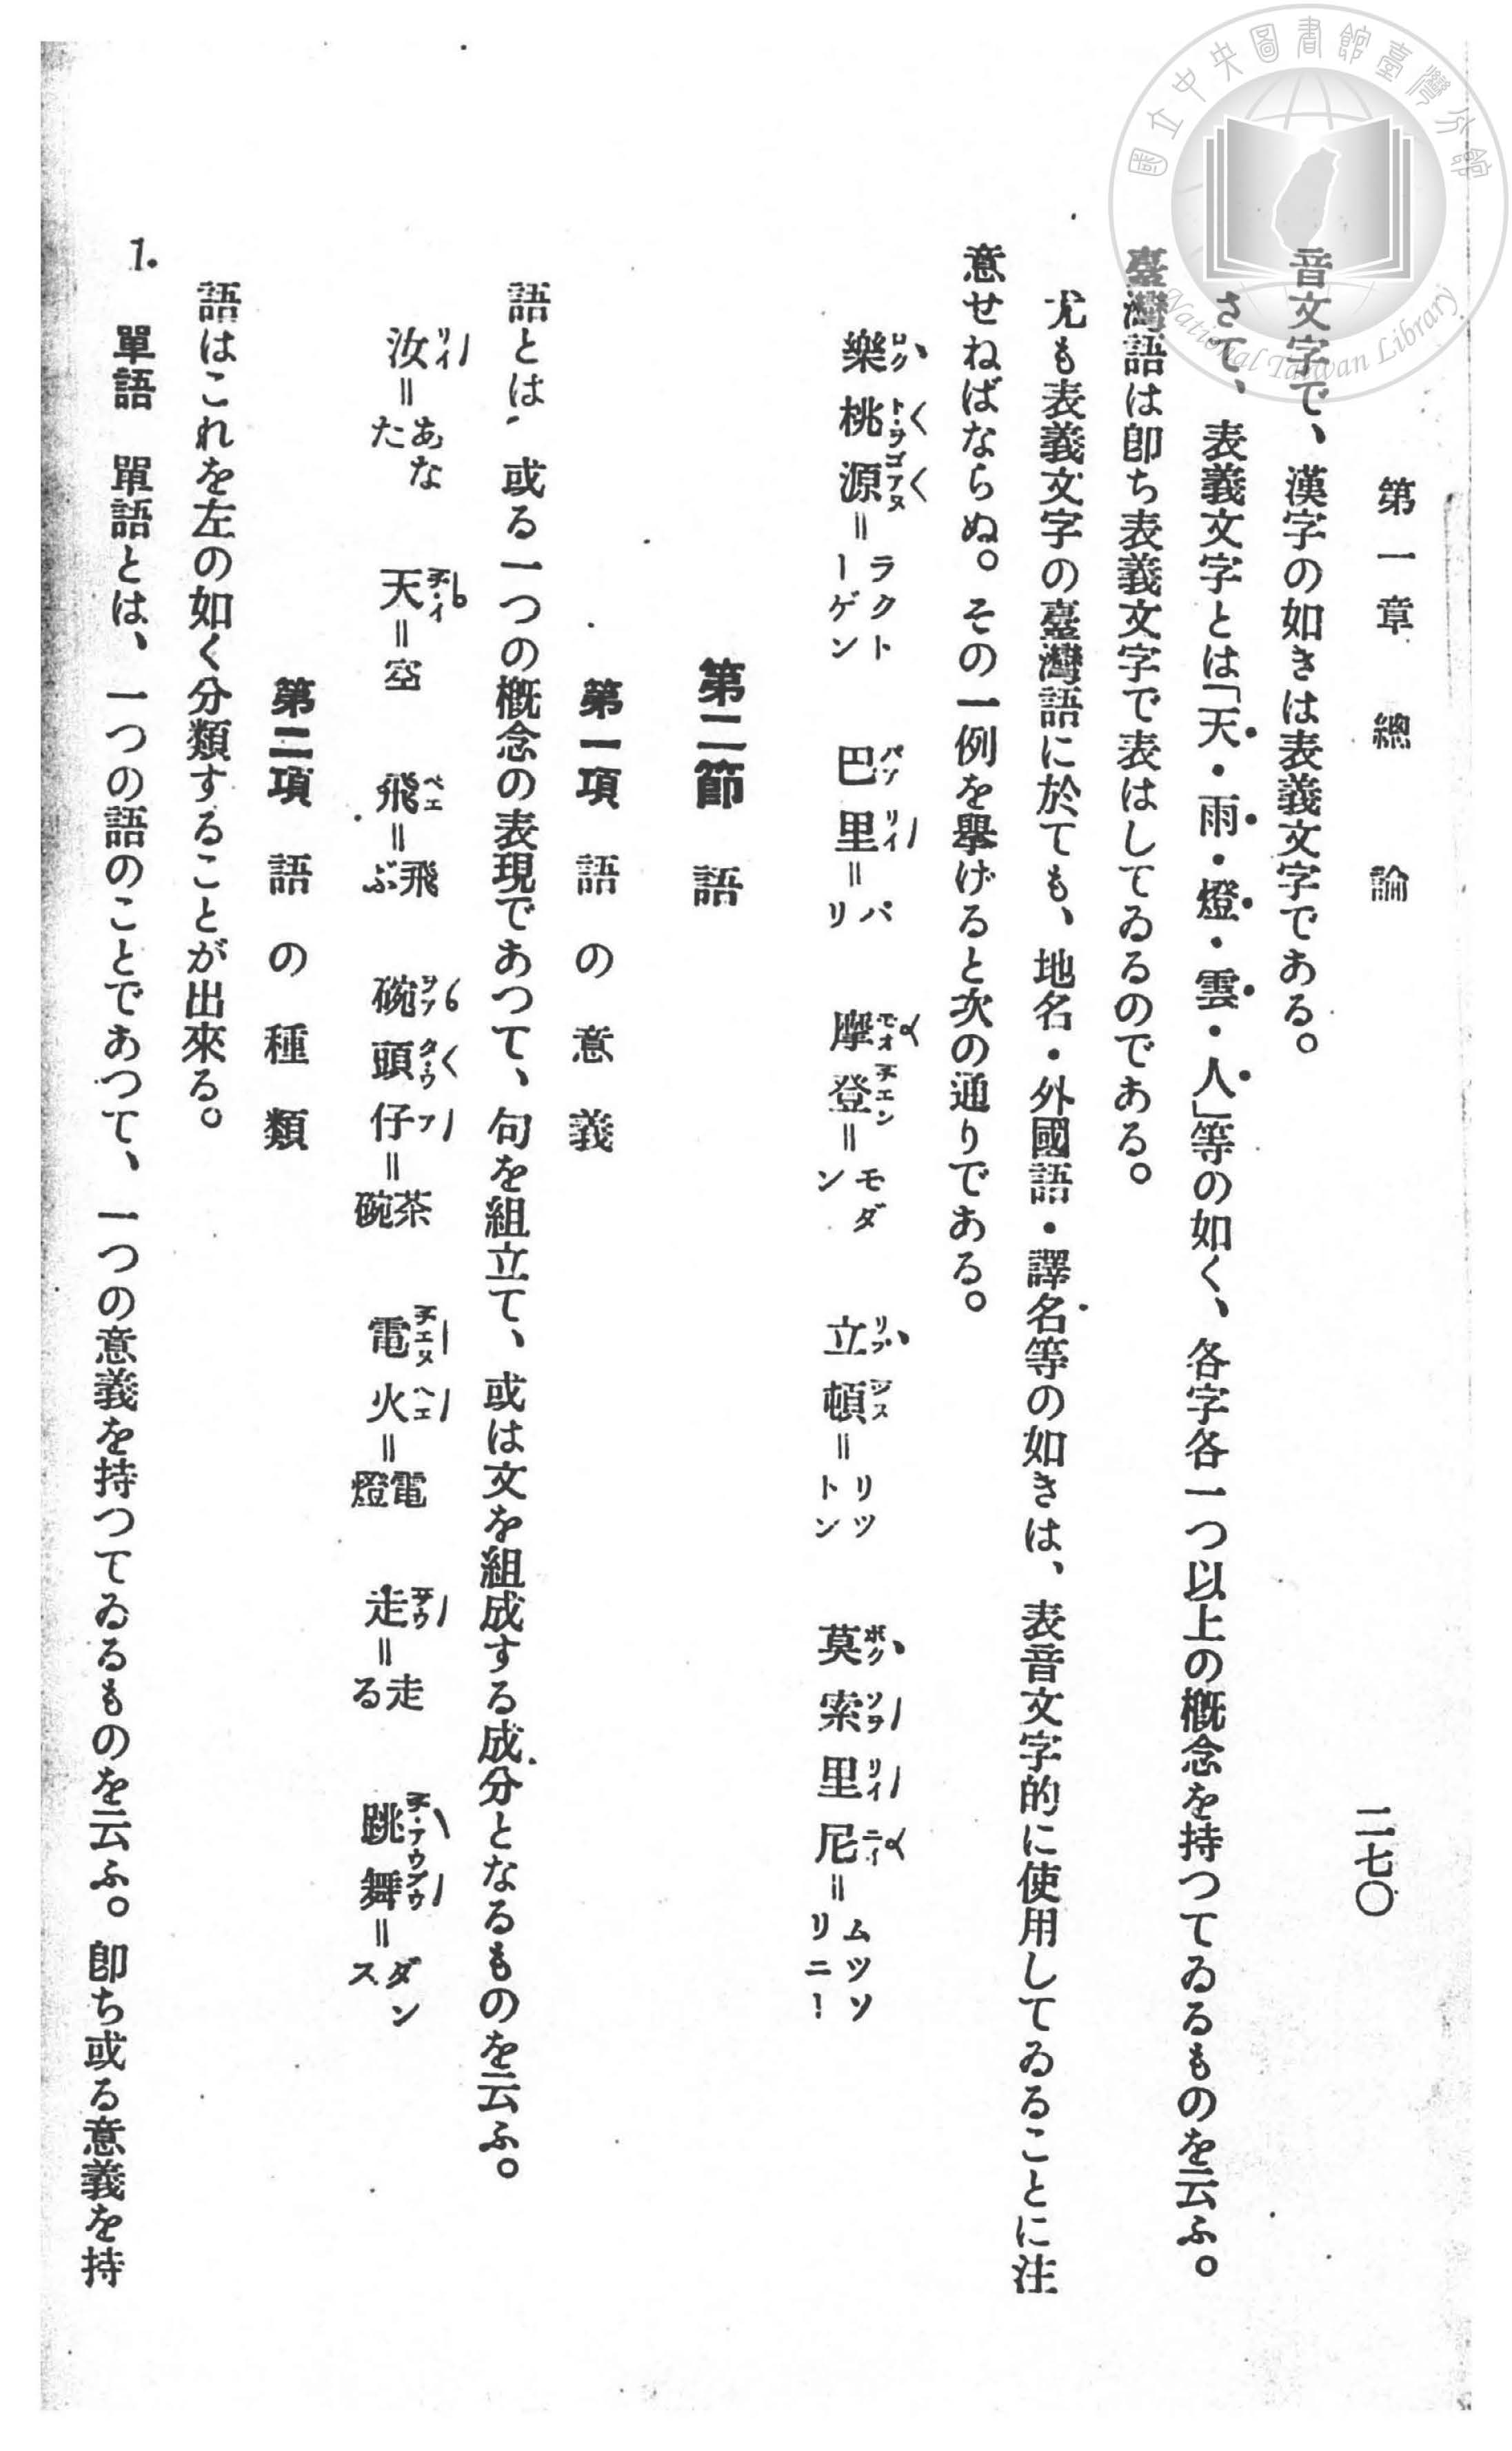 第一章 總論
二七〇
音文字で、漢字の如きは表義文字である。
さて、表義文字とは「天・雨・燈・雲・人」等の如く、各字各一つ以上の概念を持つてゐるものを云ふ。
臺灣語は卽ち表義文字で表はしてゐるのである。
尤も表義文字の臺灣語に於ても、地名・外國語・譯名等の如きは、表音文字的に使用してゐることに注
意せねばならぬ。その一例を擧げると次の通りである。
樂桃源=ラクトーゲン 巴里=パリ 摩登=モダン 立頓=リツトン 莫索里尼=ムツソリニー
第二節 語
第一項 語の意義
語とは、或る一つの概念の表現であつて、句を組立て、或は文を組成する成分となるものを云ふ。
汝=あなた 天=空 飛=飛ぶ 碗頭仔=茶碗 電火=電燈 走=走る 跳舞=ダンス
第二項 語の種類
語はこれを左の如く分類することが出來る。
1. 單語 單語とは、一つの語のことであつて、一つの意義を持つてゐるものを云ふ。卽ち或る意義を持
國立中央圖書館臺灣分館
National Taiwan Library